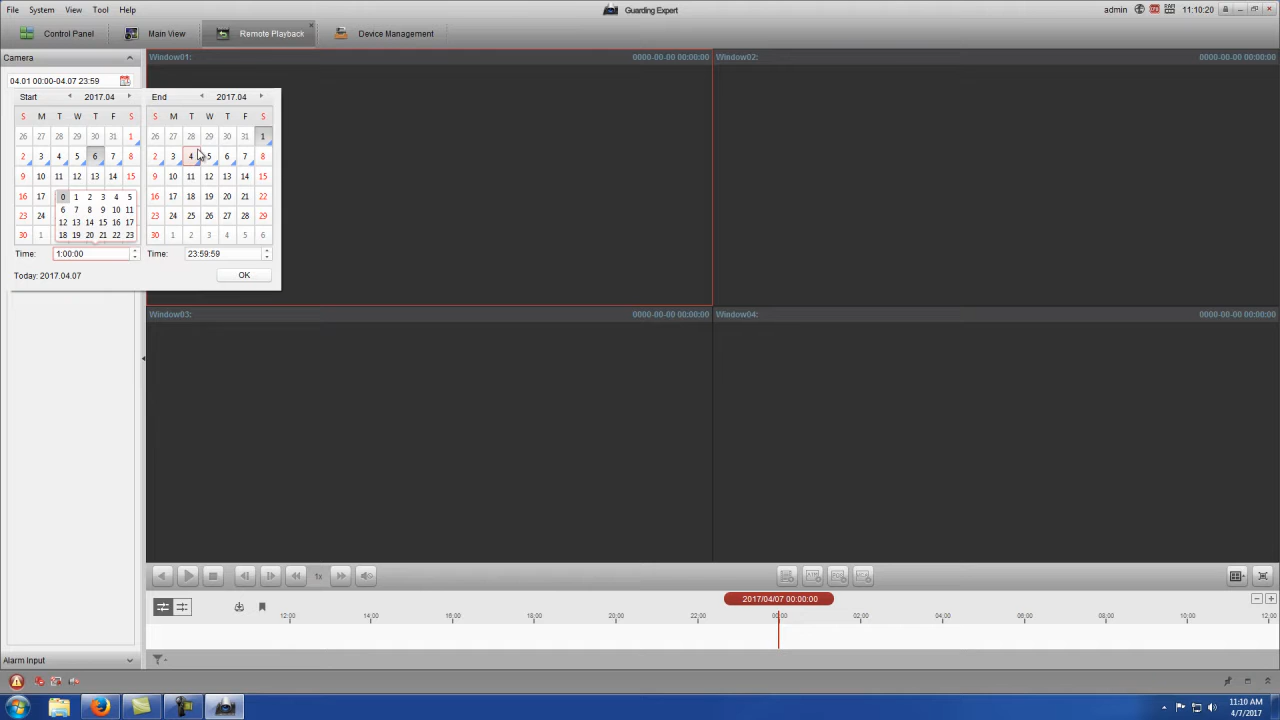 File System View Tool Help
Guarding Expert
admin 11:10:20
Control Panel Main View Remote Playback Device Management
Camera
04.01 00:00-04.07 23:59
Window01: 0000-00-00 00:00:00
Window02: 0000-00-00 00:00:00
Start 2017.04
S M T W T F S
26 27 28 29 30 31 1
2 3 4 5 6 7 8
9 10 11 12 13 14 15
16 17
23 24
30 1
0 1 2 3 4 5
6 7 8 9 10 11
12 13 14 15 16 17
18 19 20 21 22 23
Time: 1:00:00
End 2017.04
S M T W T F S
26 27 28 29 30 31 1
2 3 4 5 6 7 8
9 10 11 12 13 14 15
16 17 18 19 20 21 22
23 24 25 26 27 28 29
30 1 2 3 4 5 6
Time: 23:59:59
Today: 2017.04.07
OK
Window03: 0000-00-00 00:00:00
Window04: 0000-00-00 00:00:00
1x
ATM
POS
VCA
2017/04/07 00:00:00
12:00 14:00 16:00 18:00 20:00 22:00 00:00 02:00 04:00 06:00 08:00 10:00 12:00
Alarm Input
11:10 AM
4/7/2017